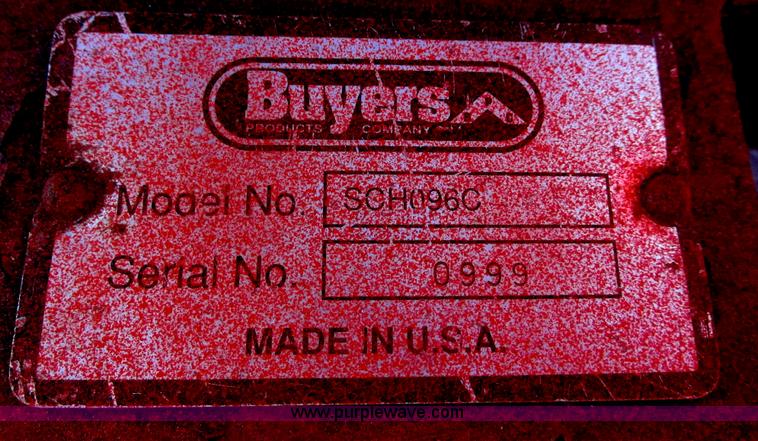 Buyers
PRODUCTS COMPANY
Model No. SCH096C
Serial No. 0999
MADE IN U.S.A.
www.purplewave.com